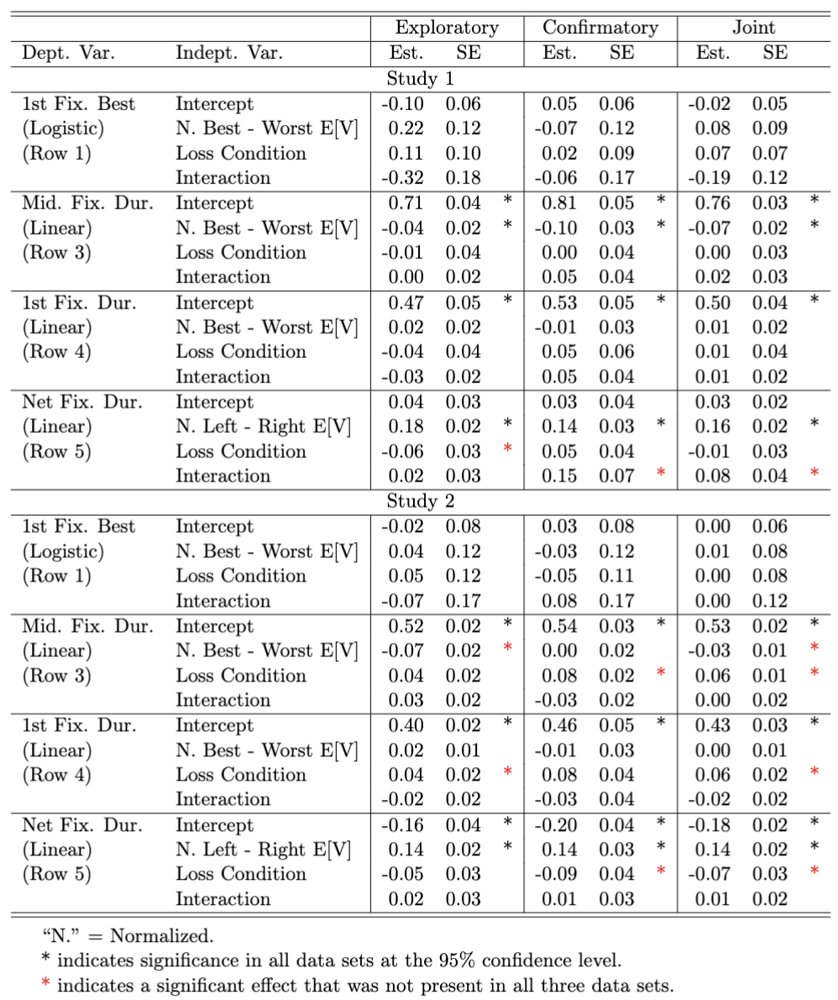 Exploratory Confirmatory Joint
Dept. Var. Indept. Var. Est. SE Est. SE Est. SE
Study 1
1st Fix. Best Intercept -0.10 0.06 0.05 0.06 -0.02 0.05
(Logistic) N. Best - Worst E[V] 0.22 0.12 -0.07 0.12 0.08 0.09
(Row 1) Loss Condition 0.11 0.10 0.02 0.09 0.07 0.07
Interaction -0.32 0.18 -0.06 0.17 -0.19 0.12
Mid. Fix. Dur. Intercept 0.71 0.04 * 0.81 0.05 * 0.76 0.03 *
(Linear) N. Best - Worst E[V] -0.04 0.02 * -0.10 0.03 * -0.07 0.02 *
(Row 3) Loss Condition -0.01 0.04 0.00 0.04 0.00 0.03
Interaction 0.00 0.02 0.05 0.04 0.02 0.03
1st Fix. Dur. Intercept 0.47 0.05 * 0.53 0.05 * 0.50 0.04 *
(Linear) N. Best - Worst E[V] 0.02 0.02 -0.01 0.03 0.01 0.02
(Row 4) Loss Condition -0.04 0.04 0.05 0.06 0.01 0.04
Interaction -0.03 0.02 0.05 0.04 0.01 0.02
Net Fix. Dur. Intercept 0.04 0.03 0.03 0.04 0.03 0.02
(Linear) N. Left - Right E[V] 0.18 0.02 * 0.14 0.03 * 0.16 0.02 *
(Row 5) Loss Condition -0.06 0.03 * 0.05 0.04 -0.01 0.03
Interaction 0.02 0.03 0.15 0.07 * 0.08 0.04 *
Study 2
1st Fix. Best Intercept -0.02 0.08 0.03 0.08 0.00 0.06
(Logistic) N. Best - Worst E[V] 0.04 0.12 -0.03 0.12 0.01 0.08
(Row 1) Loss Condition 0.05 0.12 -0.05 0.11 0.00 0.08
Interaction -0.07 0.17 0.08 0.17 0.00 0.12
Mid. Fix. Dur. Intercept 0.52 0.02 * 0.54 0.03 * 0.53 0.02 *
(Linear) N. Best - Worst E[V] -0.07 0.02 * 0.00 0.02 -0.03 0.01 *
(Row 3) Loss Condition 0.04 0.02 0.08 0.02 * 0.06 0.01 *
Interaction 0.03 0.02 -0.03 0.02 0.00 0.02
1st Fix. Dur. Intercept 0.40 0.02 * 0.46 0.05 * 0.43 0.03 *
(Linear) N. Best - Worst E[V] 0.02 0.01 -0.01 0.03 0.00 0.01
(Row 4) Loss Condition 0.04 0.02 * 0.08 0.04 0.06 0.02 *
Interaction -0.02 0.02 -0.03 0.04 -0.02 0.02
Net Fix. Dur. Intercept -0.16 0.04 * -0.20 0.04 * -0.18 0.02 *
(Linear) N. Left - Right E[V] 0.14 0.02 * 0.14 0.03 * 0.14 0.02 *
(Row 5) Loss Condition -0.05 0.03 -0.09 0.04 * -0.07 0.03 *
Interaction 0.02 0.03 0.01 0.03 0.01 0.02
“N.” = Normalized.
* indicates significance in all data sets at the 95% confidence level.
* indicates a significant effect that was not present in all three data sets.